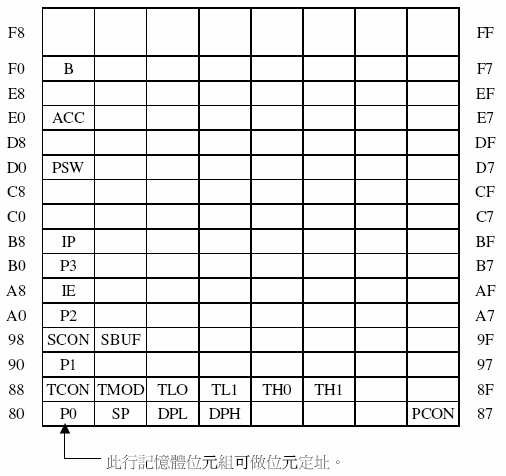 F8 FF
F0 B F7
E8 EF
E0 ACC E7
D8 DF
D0 PSW D7
C8 CF
C0 C7
B8 IP BF
B0 P3 B7
A8 IE AF
A0 P2 A7
98 SCON SBUF 9F
90 P1 97
88 TCON TMOD TLO TL1 TH0 TH1 8F
80 P0 SP DPL DPH PCON 87
此行記憶體位元組可做位元定址。